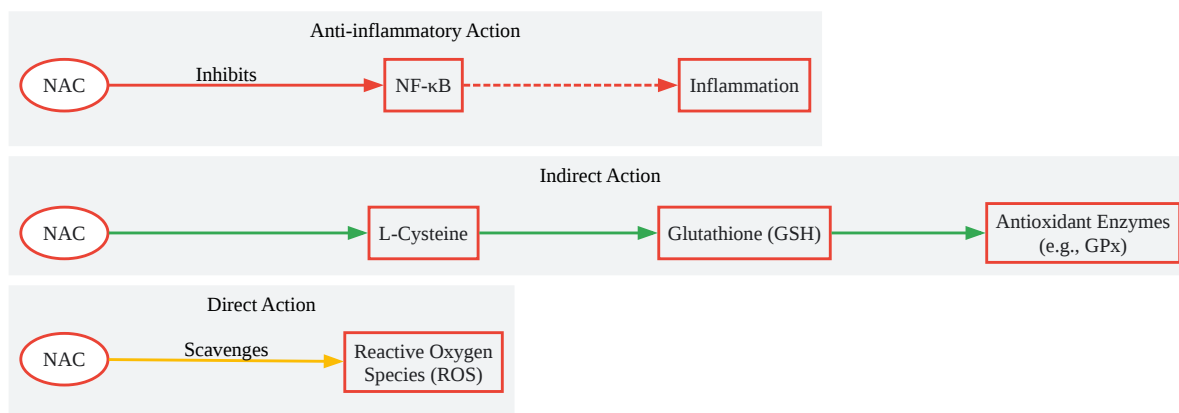 Anti-inflammatory Action
NAC
Inhibits
NF-κB
Inflammation
Indirect Action
NAC
L-Cysteine
Glutathione (GSH)
Antioxidant Enzymes
(e.g., GPx)
Direct Action
NAC
Scavenges
Reactive Oxygen
Species (ROS)